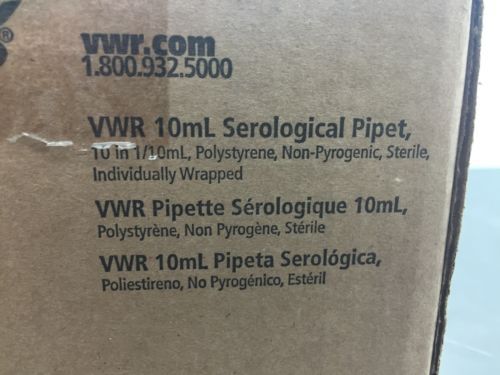 ®
vwr.com
1.800.932.5000
VWR 10mL Serological Pipet,
10 in 1/10mL, Polystyrene, Non-Pyrogenic, Sterile,
Individually Wrapped
VWR Pipette Sérologique 10mL,
Polystyrène, Non Pyrogène, Stérile
VWR 10mL Pipeta Serológica,
Poliestireno, No Pyrogénico, Estéril